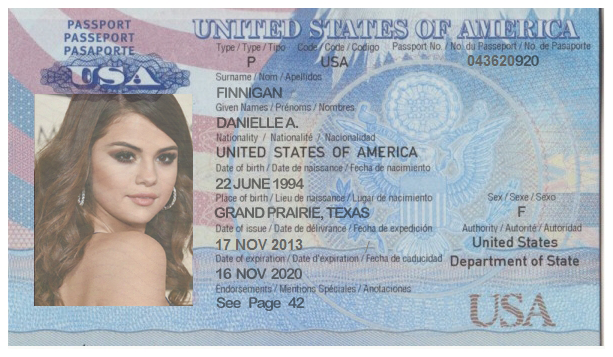 PASSPORT
PASSEPORT
PASAPORTE
USA
UNITED STATES OF AMERICA
Type / Type / Tipo Code / Code / Codigo Passport No. / No. du Passeport / No. de Pasaporte
P USA 043620920
Surname / Nom / Apellidos
FINNIGAN
Given Names / Prénoms / Nombres
DANIELLE A.
Nationality / Nationalité / Nacionalidad
UNITED STATES OF AMERICA
Date of birth / Date de naissance / Fecha de nacimiento
22 JUNE 1994
Place of birth / Lieu de naissance / Lugar de nacimiento Sex / Sexe / Sexo
GRAND PRAIRIE, TEXAS F
Date of issue / Date de délivrance / Fecha de expedición Authority / Autorité / Autoridad
17 NOV 2013 United States
Date of expiration / Date d'expiration / Fecha de caducidad Department of State
16 NOV 2020
Endorsements / Mentions Spéciales / Anotaciones
See Page 42
USA